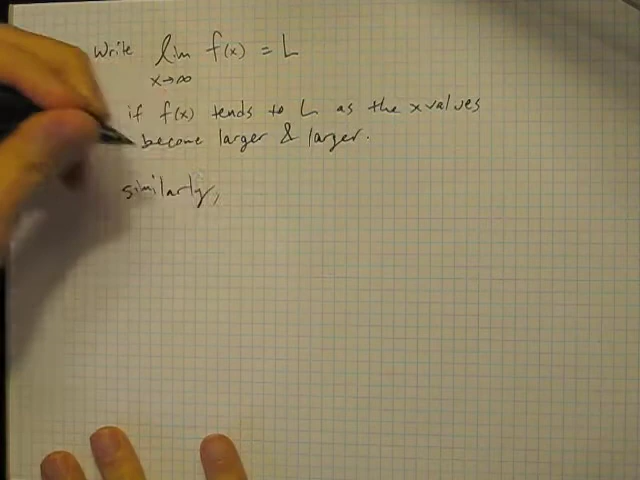 Write lim f(x) = L
x→∞
if f(x) tends to L as the x values
become larger & larger.
similarly,